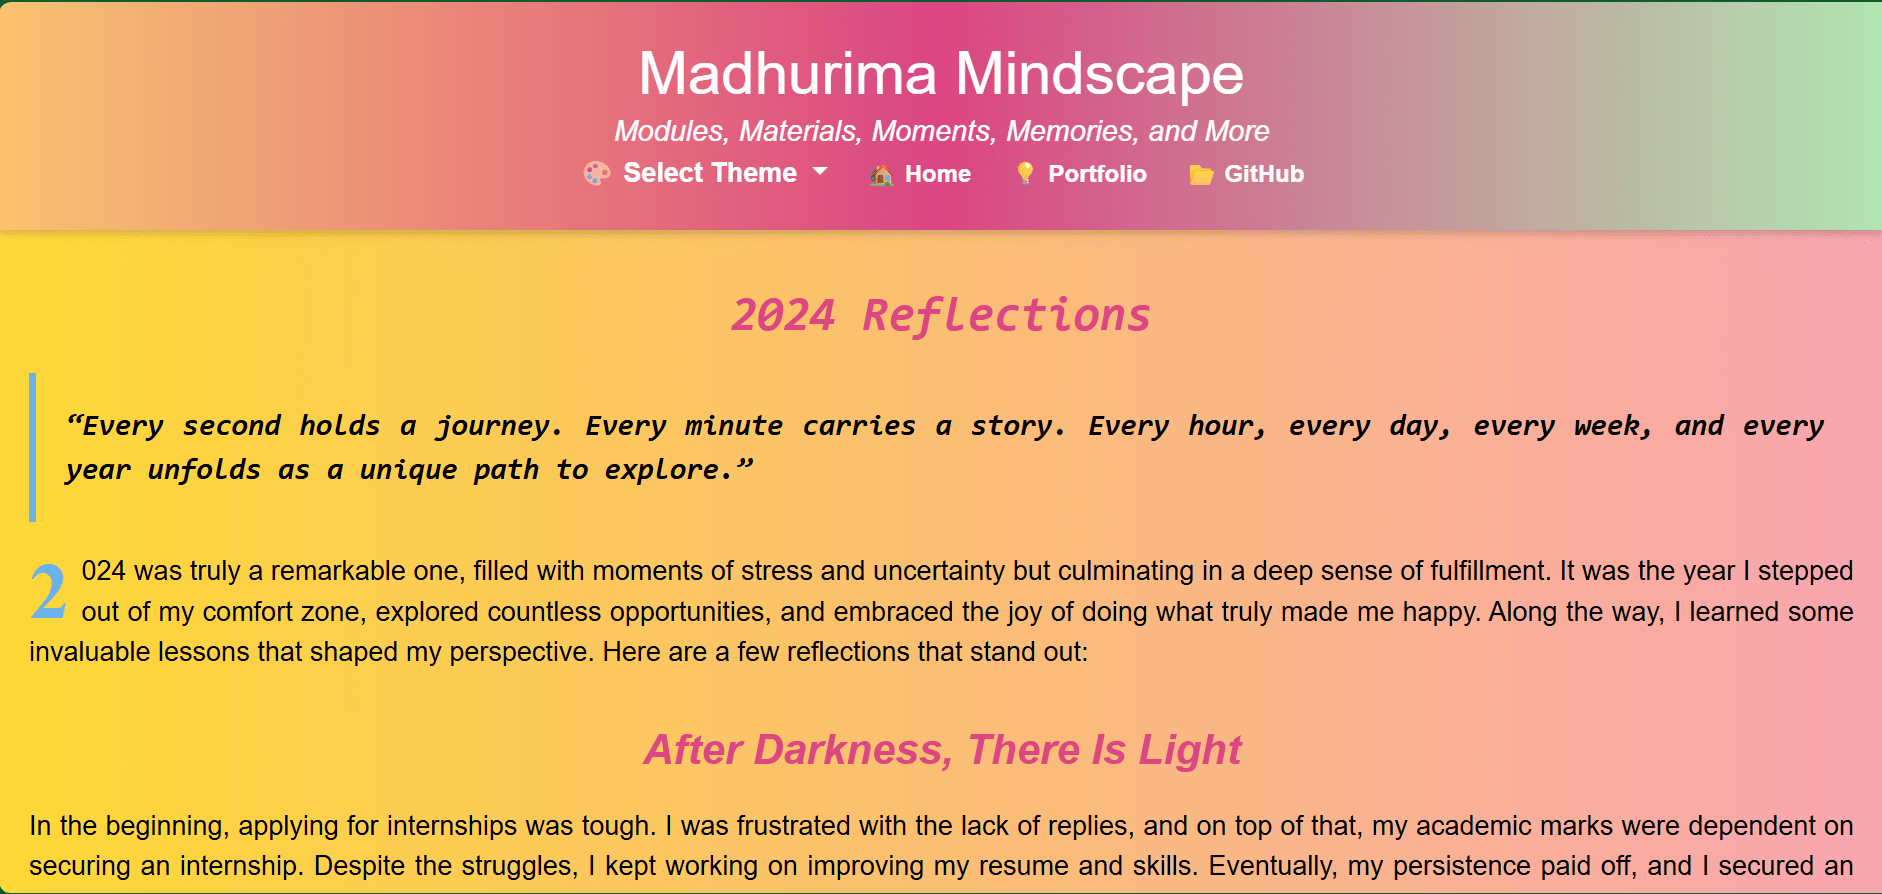 Madhurima Mindscape
Modules, Materials, Moments, Memories, and More
Select Theme Home Portfolio GitHub
2024 Reflections
“Every second holds a journey. Every minute carries a story. Every hour, every day, every week, and every
year unfolds as a unique path to explore.”
2024 was truly a remarkable one, filled with moments of stress and uncertainty but culminating in a deep sense of fulfillment. It was the year I stepped
out of my comfort zone, explored countless opportunities, and embraced the joy of doing what truly made me happy. Along the way, I learned some
invaluable lessons that shaped my perspective. Here are a few reflections that stand out:
After Darkness, There Is Light
In the beginning, applying for internships was tough. I was frustrated with the lack of replies, and on top of that, my academic marks were dependent on
securing an internship. Despite the struggles, I kept working on improving my resume and skills. Eventually, my persistence paid off, and I secured an